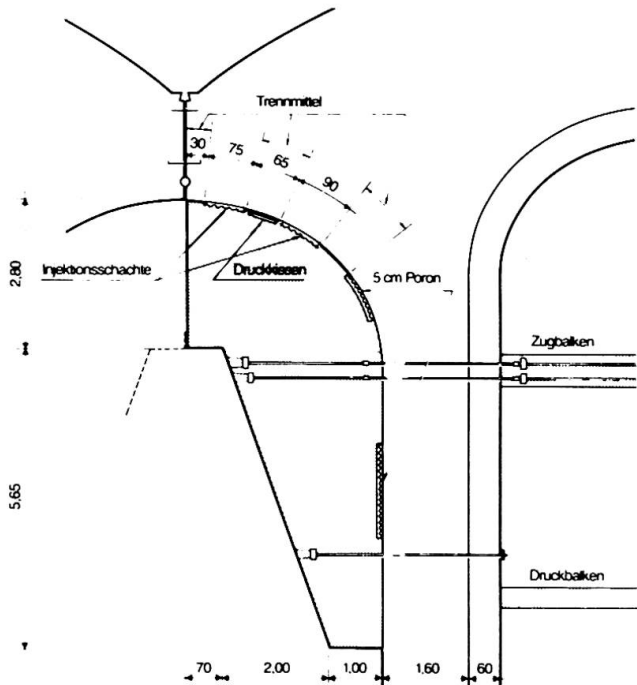 Trennmittel
30
75
65
90
2.80
Injektionsschachte
Druckkissen
5 cm Poron
Zugbalken
5,65
Druckbalken
70
2,00
1,00
1,60
60